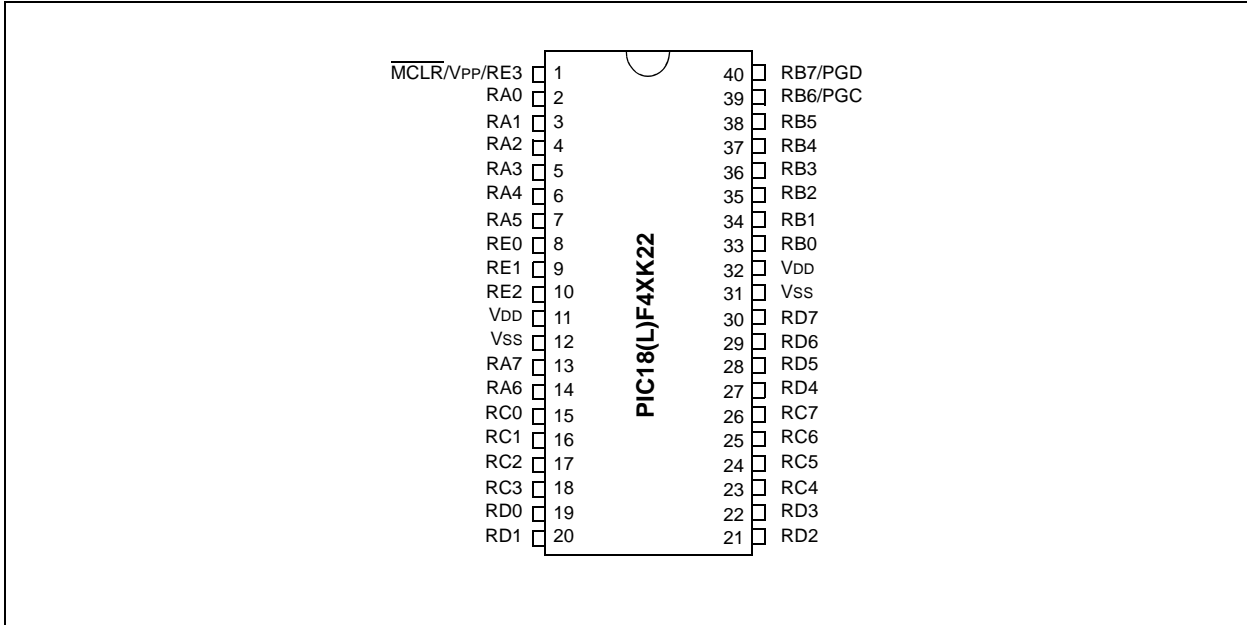 MCLR/VPP/RE3 1 40 RB7/PGD
RA0 2 39 RB6/PGC
RA1 3 38 RB5
RA2 4 37 RB4
RA3 5 36 RB3
RA4 6 35 RB2
RA5 7 34 RB1
RE0 8 33 RB0
RE1 9 32 VDD
RE2 10 31 VSS
VDD 11 30 RD7
VSS 12 29 RD6
RA7 13 28 RD5
RA6 14 27 RD4
RC0 15 26 RC7
RC1 16 25 RC6
RC2 17 24 RC5
RC3 18 23 RC4
RD0 19 22 RD3
RD1 20 21 RD2
PIC18(L)F4XK22